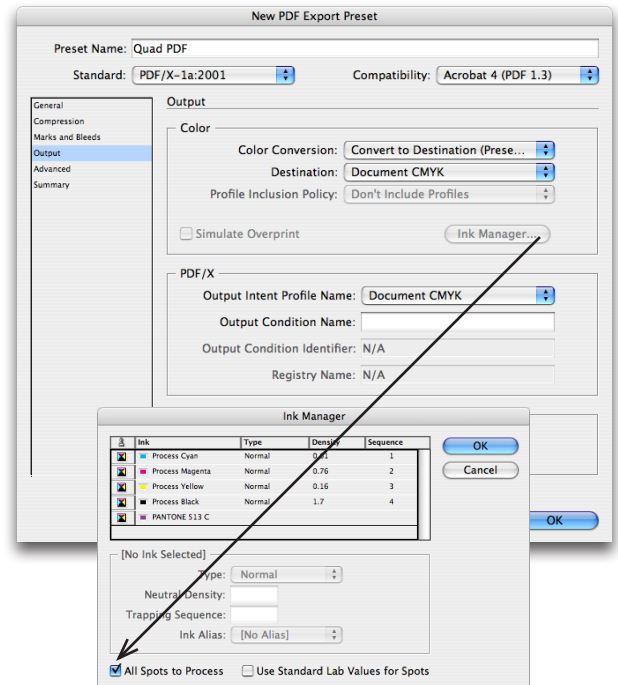 New PDF Export Preset
Preset Name: Quad PDF
Standard: PDF/X-1a:2001 Compatibility: Acrobat 4 (PDF 1.3)
General
Compression
Marks and Bleeds
Output
Advanced
Summary
Output
Color
Color Conversion: Convert to Destination (Prese...
Destination: Document CMYK
Profile Inclusion Policy: Don't Include Profiles
Simulate Overprint Ink Manager...
PDF/X
Output Intent Profile Name: Document CMYK
Output Condition Name:
Output Condition Identifier: N/A
Registry Name: N/A
OK
Ink Manager
Ink Type Density Sequence
Process Cyan Normal 0.61 1
Process Magenta Normal 0.76 2
Process Yellow Normal 0.16 3
Process Black Normal 1.7 4
PANTONE 513 C
OK
Cancel
[No Ink Selected]
Type: Normal
Neutral Density:
Trapping Sequence:
Ink Alias: [No Alias]
All Spots to Process Use Standard Lab Values for Spots